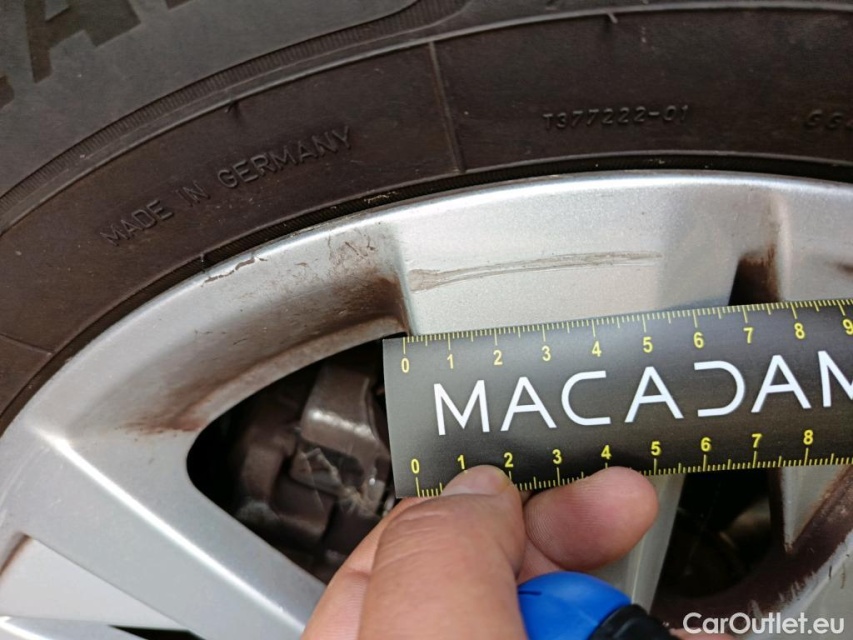 MADE IN GERMANY
T377222-01
0 1 2 3 4 5 6 7 8 9
MACADAM
0 1 2 3 4 5 6 7 8
CarOutlet.eu